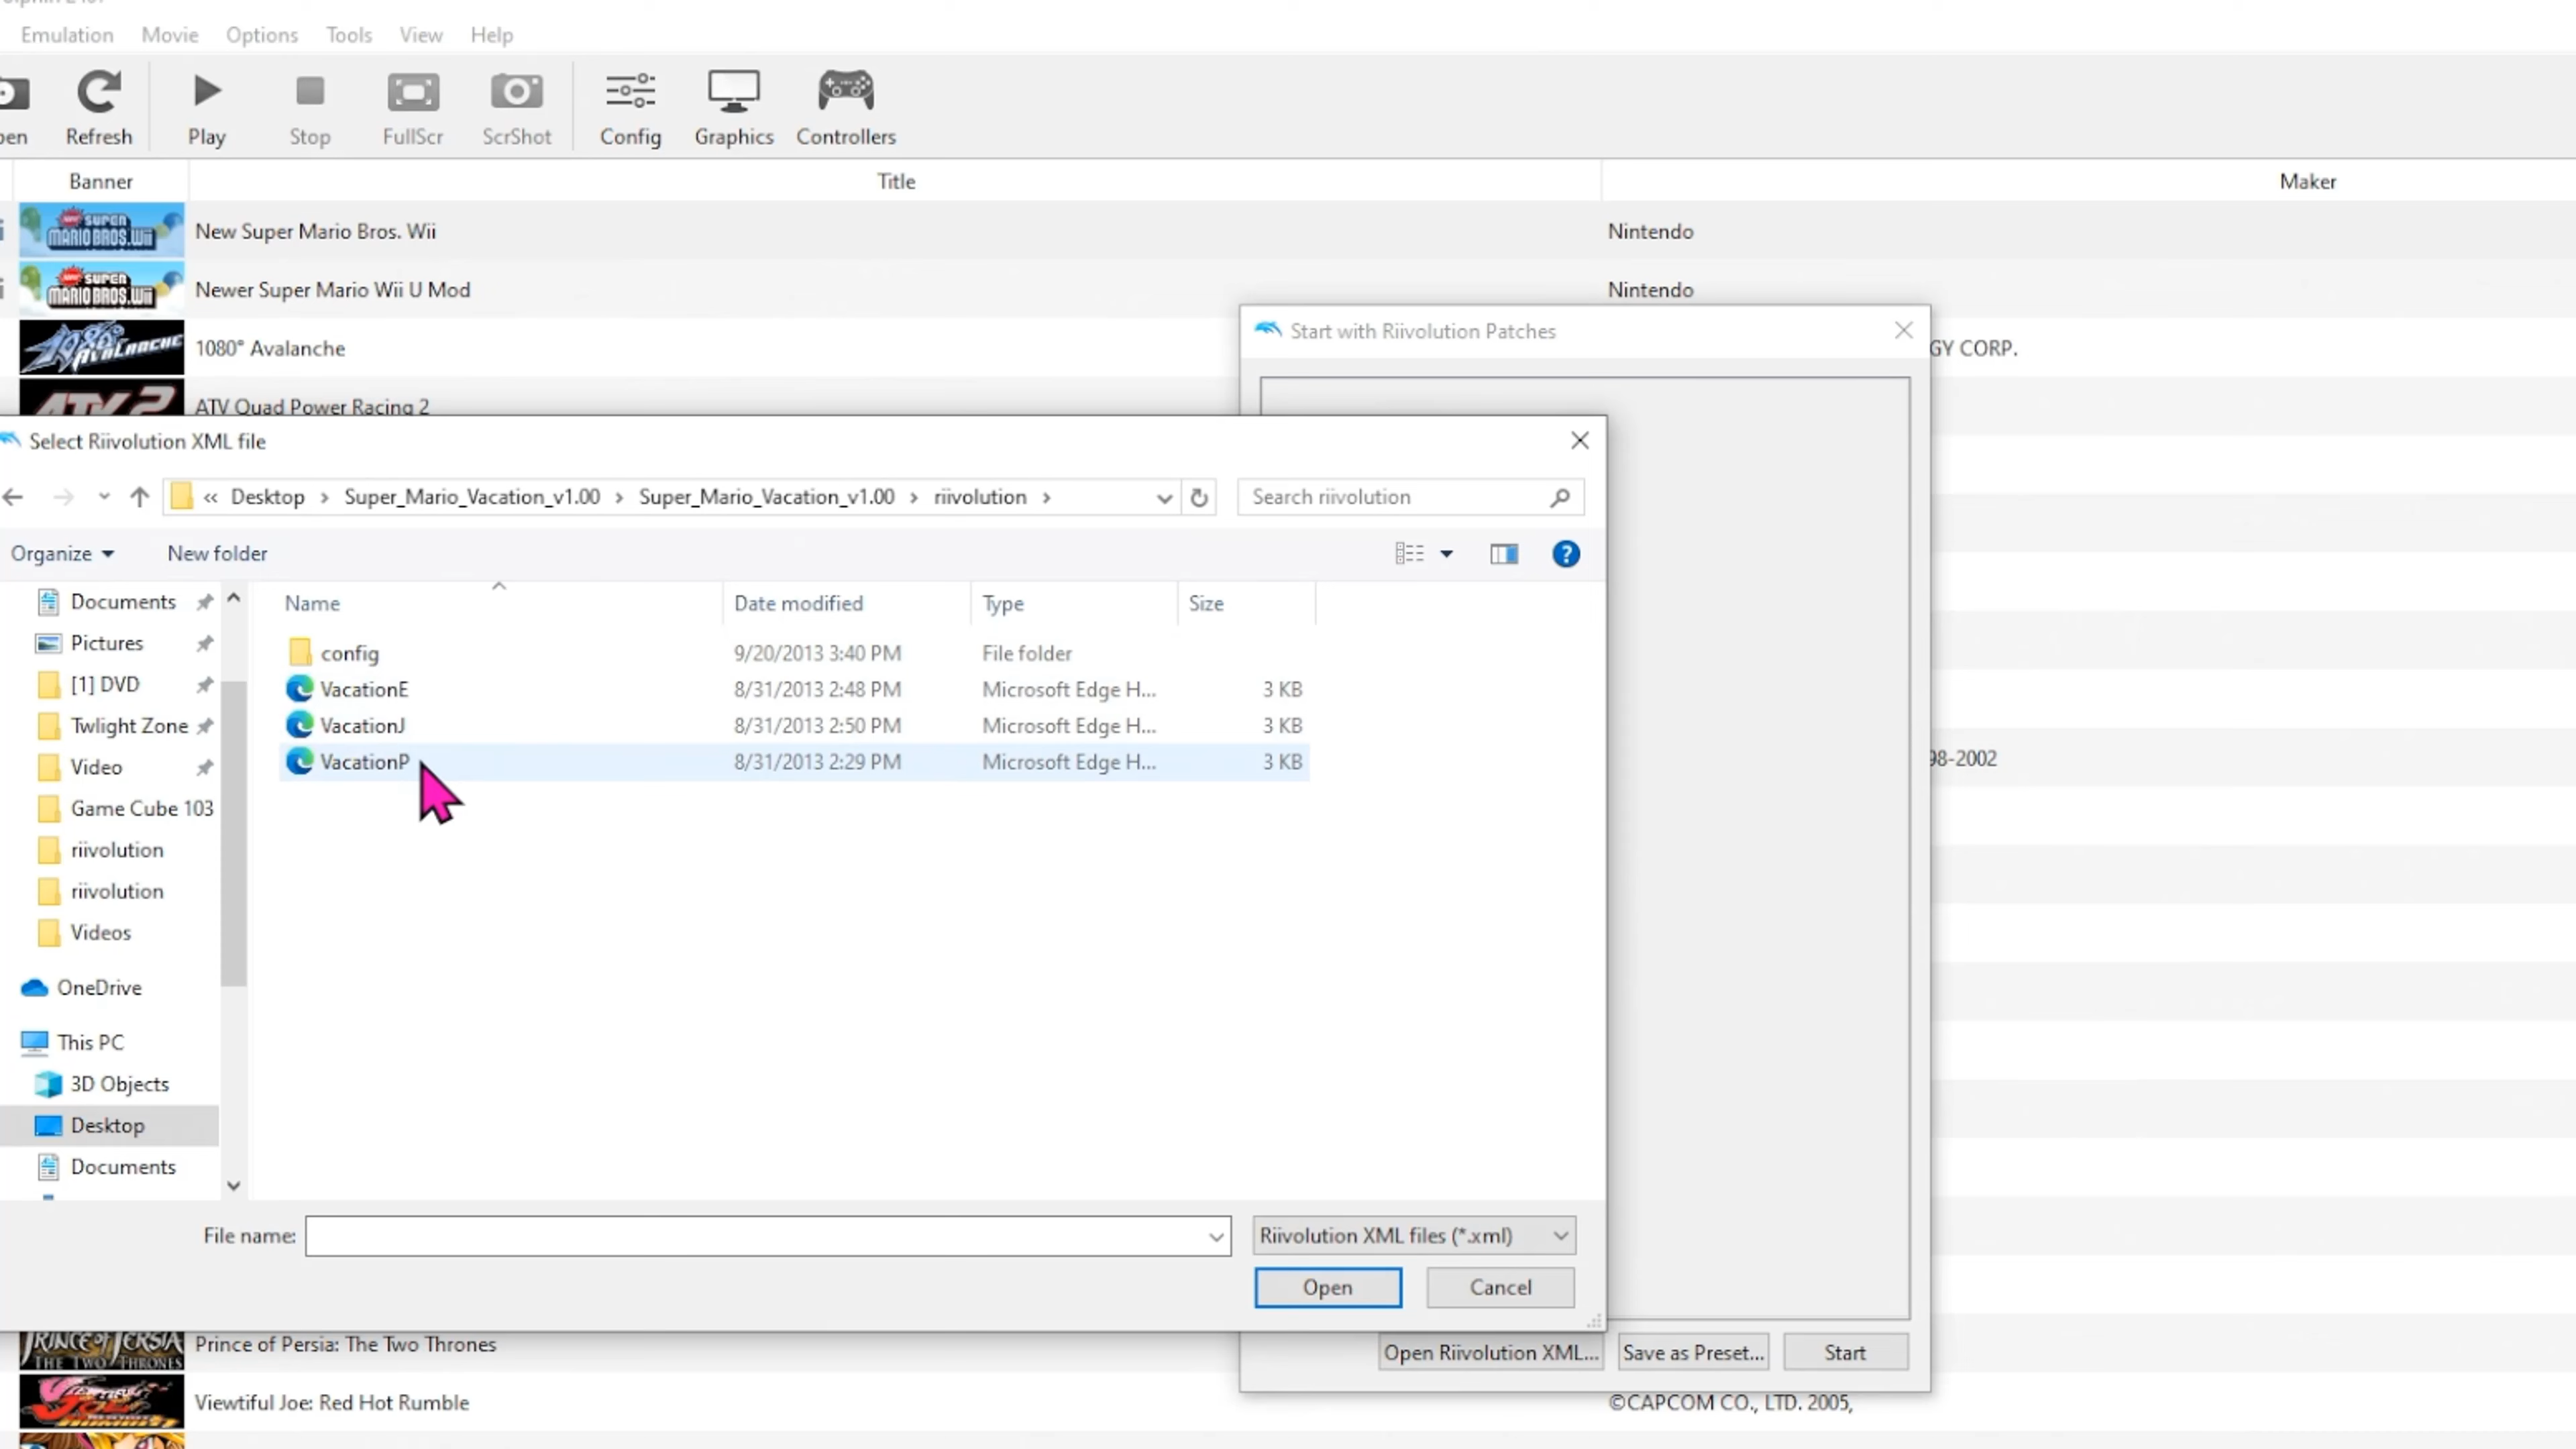 Emulation Movie Options Tools View Help
Refresh Play Stop FullScr ScrShot Config Graphics Controllers
Banner Title Maker
New Super Mario Bros. Wii Nintendo
Newer Super Mario Wii U Mod Nintendo
Start with Riivolution Patches
1080° Avalanche GY CORP.
ATV Quad Power Racing 2
Select Riivolution XML file
« Desktop › Super_Mario_Vacation_v1.00 › Super_Mario_Vacation_v1.00 › riivolution › Search riivolution
Organize New folder
Name Date modified Type Size
Documents
Pictures
[1] DVD
Twlight Zone
Video
Game Cube 103
riivolution
riivolution
Videos
OneDrive
This PC
3D Objects
Desktop
Documents
config 9/20/2013 3:40 PM File folder
VacationE 8/31/2013 2:48 PM Microsoft Edge H... 3 KB
VacationJ 8/31/2013 2:50 PM Microsoft Edge H... 3 KB
VacationP 8/31/2013 2:29 PM Microsoft Edge H... 3 KB
98-2002
File name: Riivolution XML files (*.xml)
Open Cancel
Prince of Persia: The Two Thrones
Open Riivolution XML... Save as Preset... Start
Viewtiful Joe: Red Hot Rumble ©CAPCOM CO., LTD. 2005,